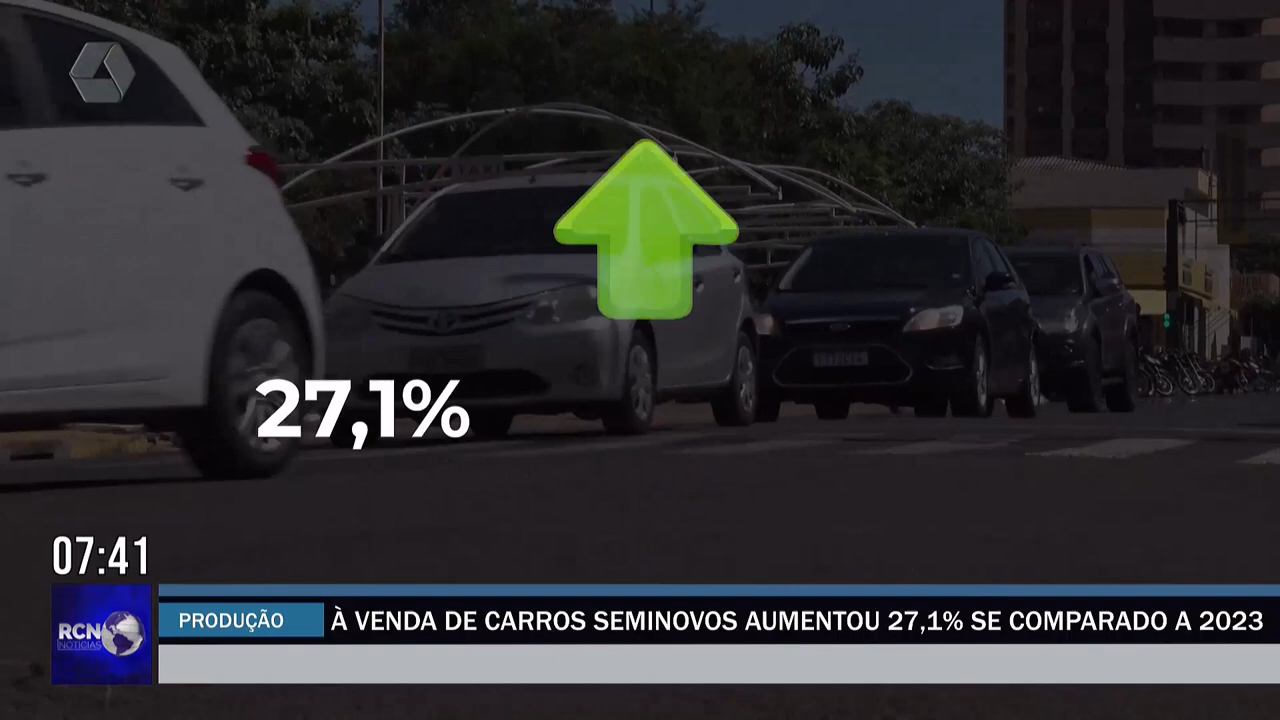 27,1%
07:41
RCN
NOTÍCIAS
PRODUÇÃO
À VENDA DE CARROS SEMINOVOS AUMENTOU 27,1% SE COMPARADO A 2023